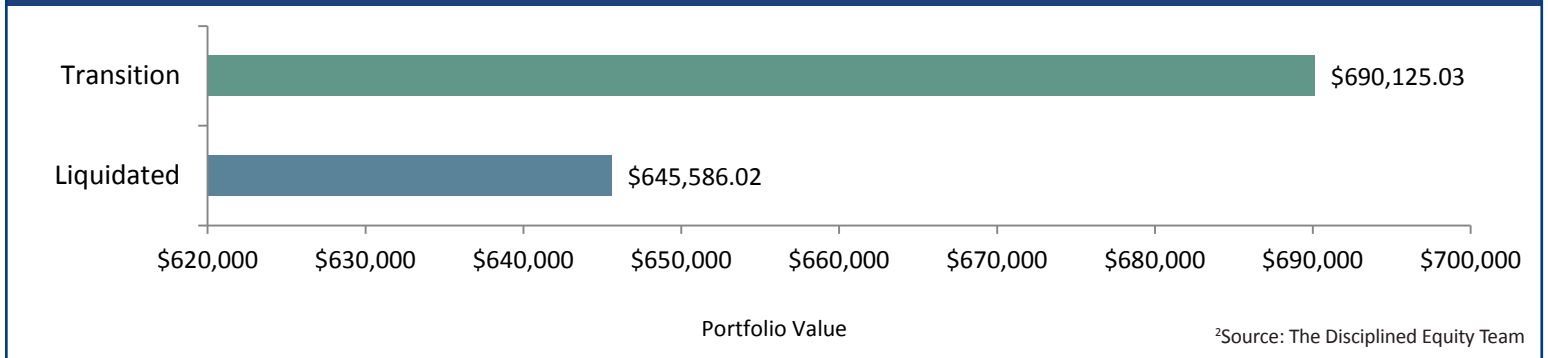 Transition
$690,125.03
Liquidated
$645,586.02
$620,000 $630,000 $640,000 $650,000 $660,000 $670,000 $680,000 $690,000 $700,000
Portfolio Value
²Source: The Disciplined Equity Team